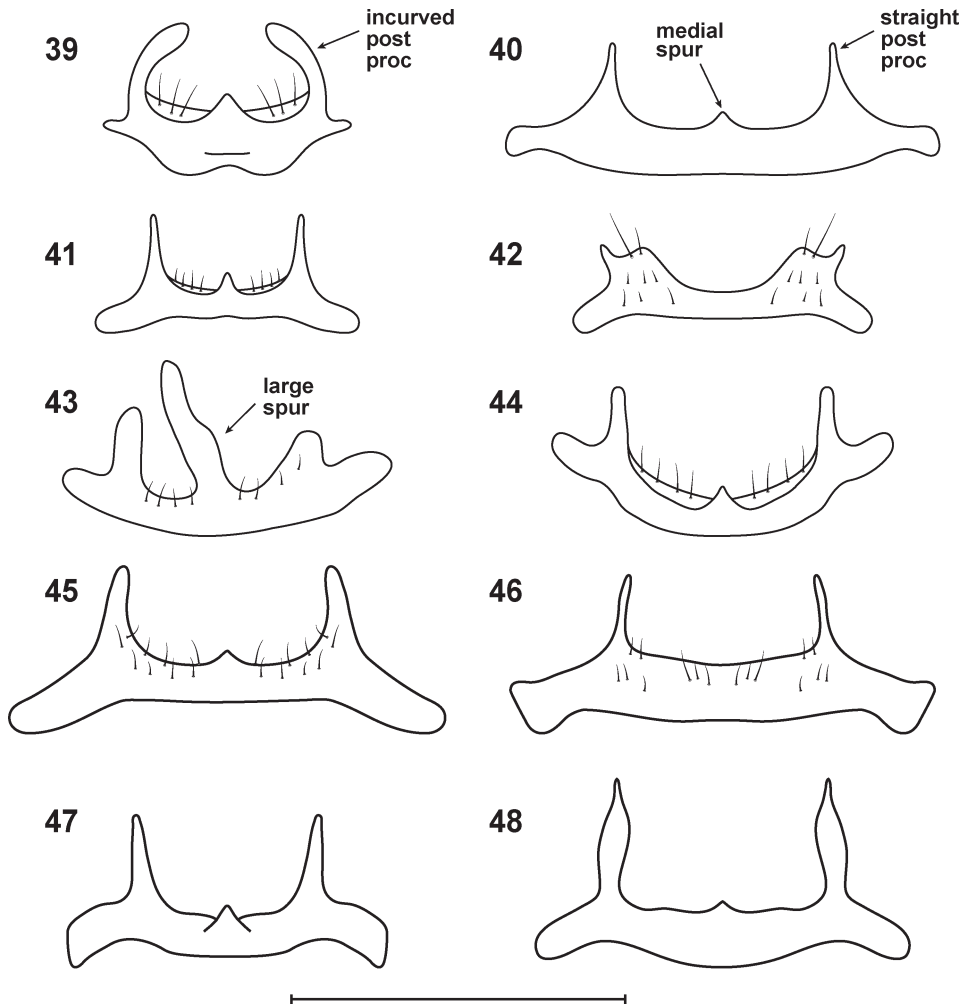 39
incurved
post
proc
40
medial
spur
straight
post
proc
41
42
43
large
spur
44
45
46
47
48